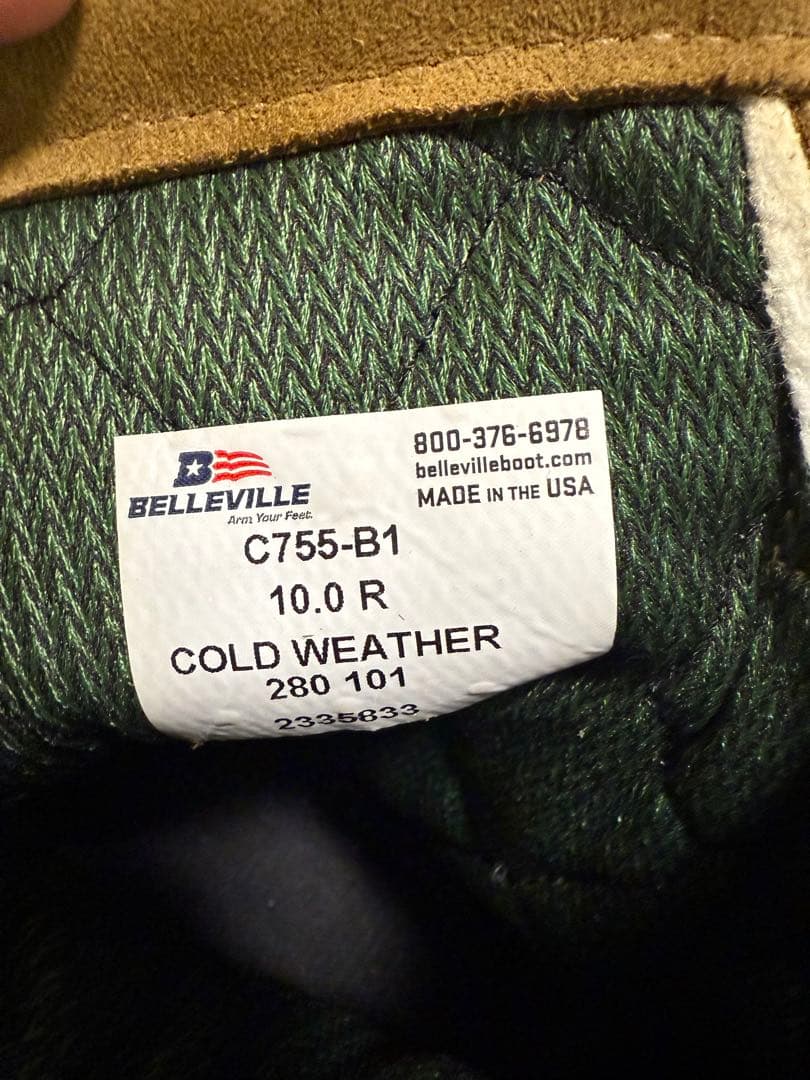 BELLEVILLE
Arm Your Feet.
800-376-6978
bellevilleboot.com
MADE IN THE USA
C755-B1
10.0 R
COLD WEATHER
280 101
2335833